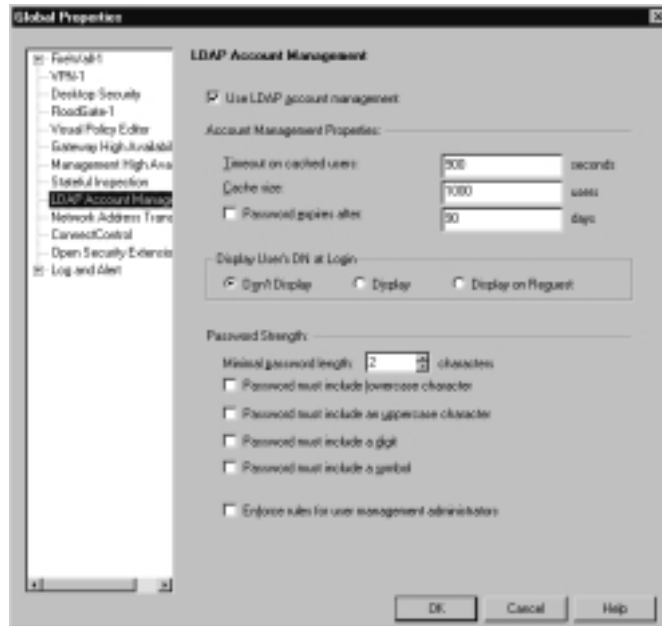 Global Properties
FireWall-1
VPN-1
Desktop Security
FloodGate-1
Visual Policy Editor
Gateway High Availabil
Management High Ava
Stateful Inspection
LDAP Account Manag
Network Address Trans
ConnectControl
Open Security Extensio
Log and Alert
LDAP Account Management
Use LDAP account management
Account Management Properties:
Timeout on cached users: 900 seconds
Cache size: 1000 users
Password expires after: 90 days
Display User's DN at Login
Don't Display Display Display on Request
Password Strength:
Minimal password length: 2 characters
Password must include lowercase character
Password must include an uppercase character
Password must include a digit
Password must include a symbol
Enforce rules for user management administrators
OK Cancel Help